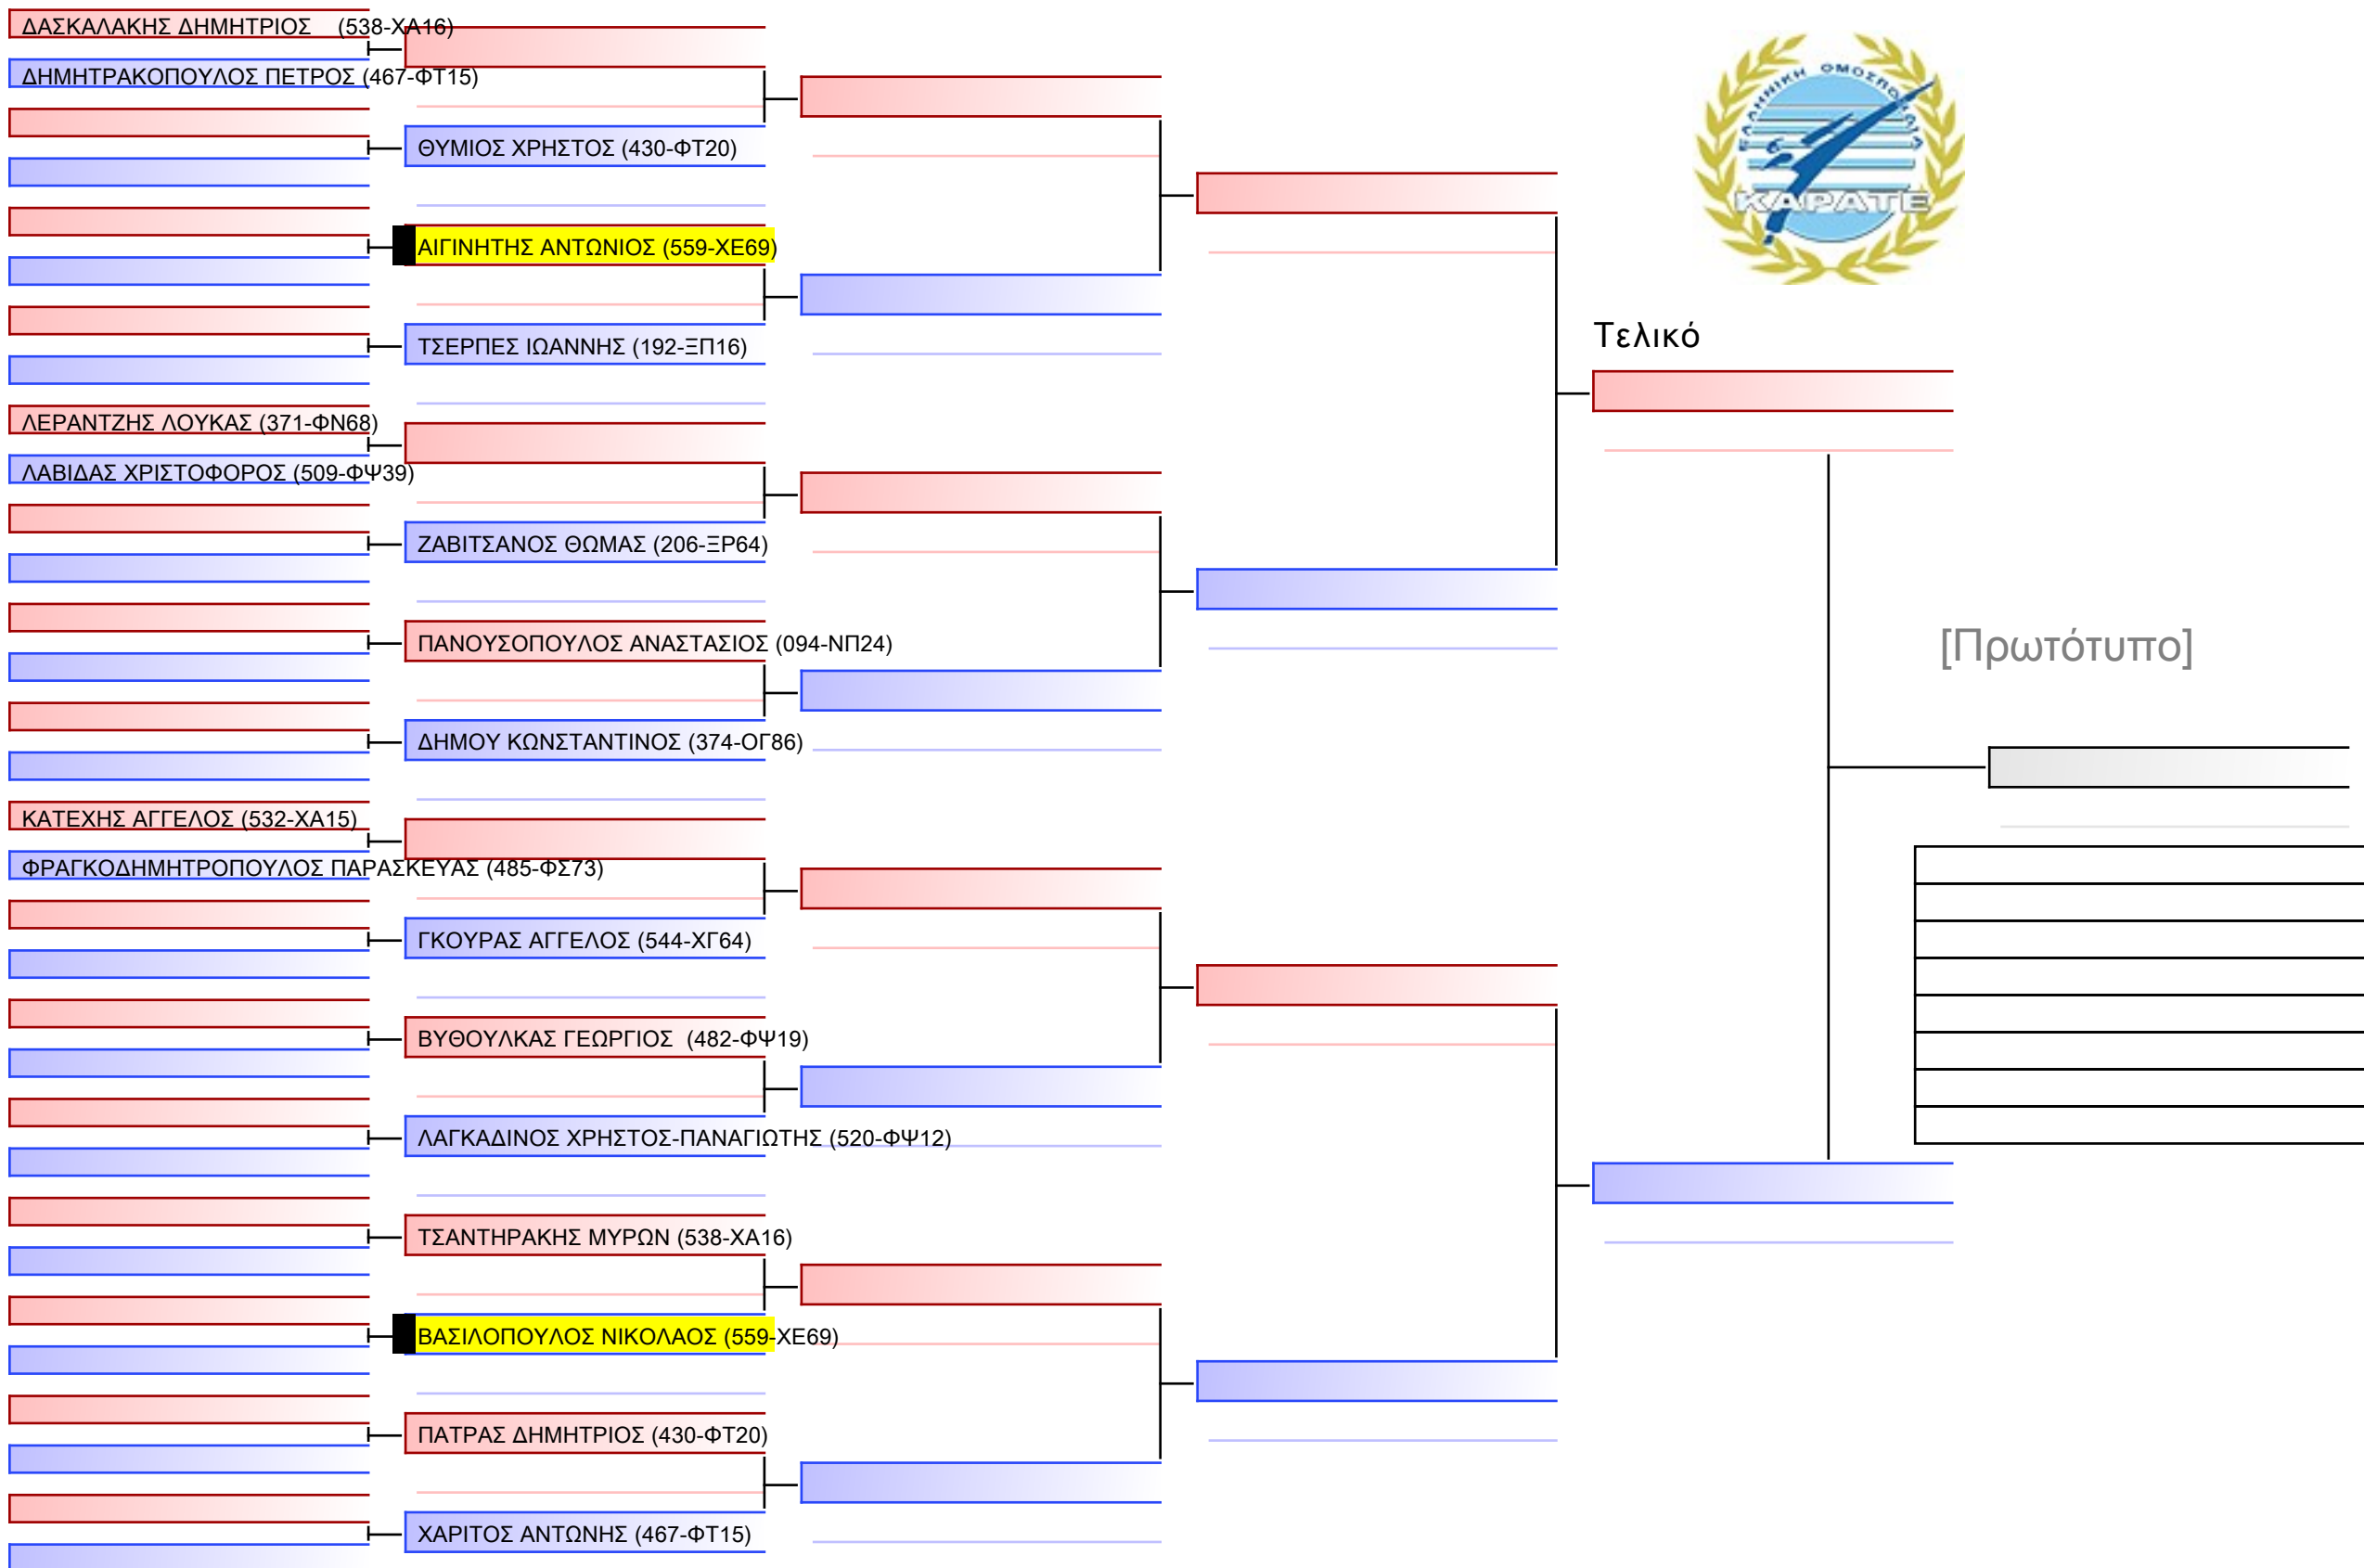 ΔΑΣΚΑΛΑΚΗΣ ΔΗΜΗΤΡΙΟΣ (538-ΧΑ16)
ΔΗΜΗΤΡΑΚΟΠΟΥΛΟΣ ΠΕΤΡΟΣ (467-ΦΤ15)
ΘΥΜΙΟΣ ΧΡΗΣΤΟΣ (430-ΦΤ20)
ΑΙΓΙΝΗΤΗΣ ΑΝΤΩΝΙΟΣ (559-ΧΕ69)
ΤΣΕΡΠΕΣ ΙΩΑΝΝΗΣ (192-ΞΠ16)
ΛΕΡΑΝΤΖΗΣ ΛΟΥΚΑΣ (371-ΦΝ68)
ΛΑΒΙΔΑΣ ΧΡΙΣΤΟΦΟΡΟΣ (509-ΦΨ39)
ΖΑΒΙΤΣΑΝΟΣ ΘΩΜΑΣ (206-ΞΡ64)
ΠΑΝΟΥΣΟΠΟΥΛΟΣ ΑΝΑΣΤΑΣΙΟΣ (094-ΝΠ24)
ΔΗΜΟΥ ΚΩΝΣΤΑΝΤΙΝΟΣ (374-ΟΓ86)
ΚΑΤΕΧΗΣ ΑΓΓΕΛΟΣ (532-ΧΑ15)
ΦΡΑΓΚΟΔΗΜΗΤΡΟΠΟΥΛΟΣ ΠΑΡΑΣΚΕΥΑΣ (485-ΦΣ73)
ΓΚΟΥΡΑΣ ΑΓΓΕΛΟΣ (544-ΧΓ64)
ΒΥΘΟΥΛΚΑΣ ΓΕΩΡΓΙΟΣ (482-ΦΨ19)
ΛΑΓΚΑΔΙΝΟΣ ΧΡΗΣΤΟΣ-ΠΑΝΑΓΙΩΤΗΣ (520-ΦΨ12)
ΤΣΑΝΤΗΡΑΚΗΣ ΜΥΡΩΝ (538-ΧΑ16)
ΒΑΣΙΛΟΠΟΥΛΟΣ ΝΙΚΟΛΑΟΣ (559-ΧΕ69)
ΠΑΤΡΑΣ ΔΗΜΗΤΡΙΟΣ (430-ΦΤ20)
ΧΑΡΙΤΟΣ ΑΝΤΩΝΗΣ (467-ΦΤ15)
ΕΛΛΗΝΙΚΗ ΟΜΟΣΠΟΝΔΙΑ
ΚΑΡΑΤΕ
Τελικό
[Πρωτότυπο]